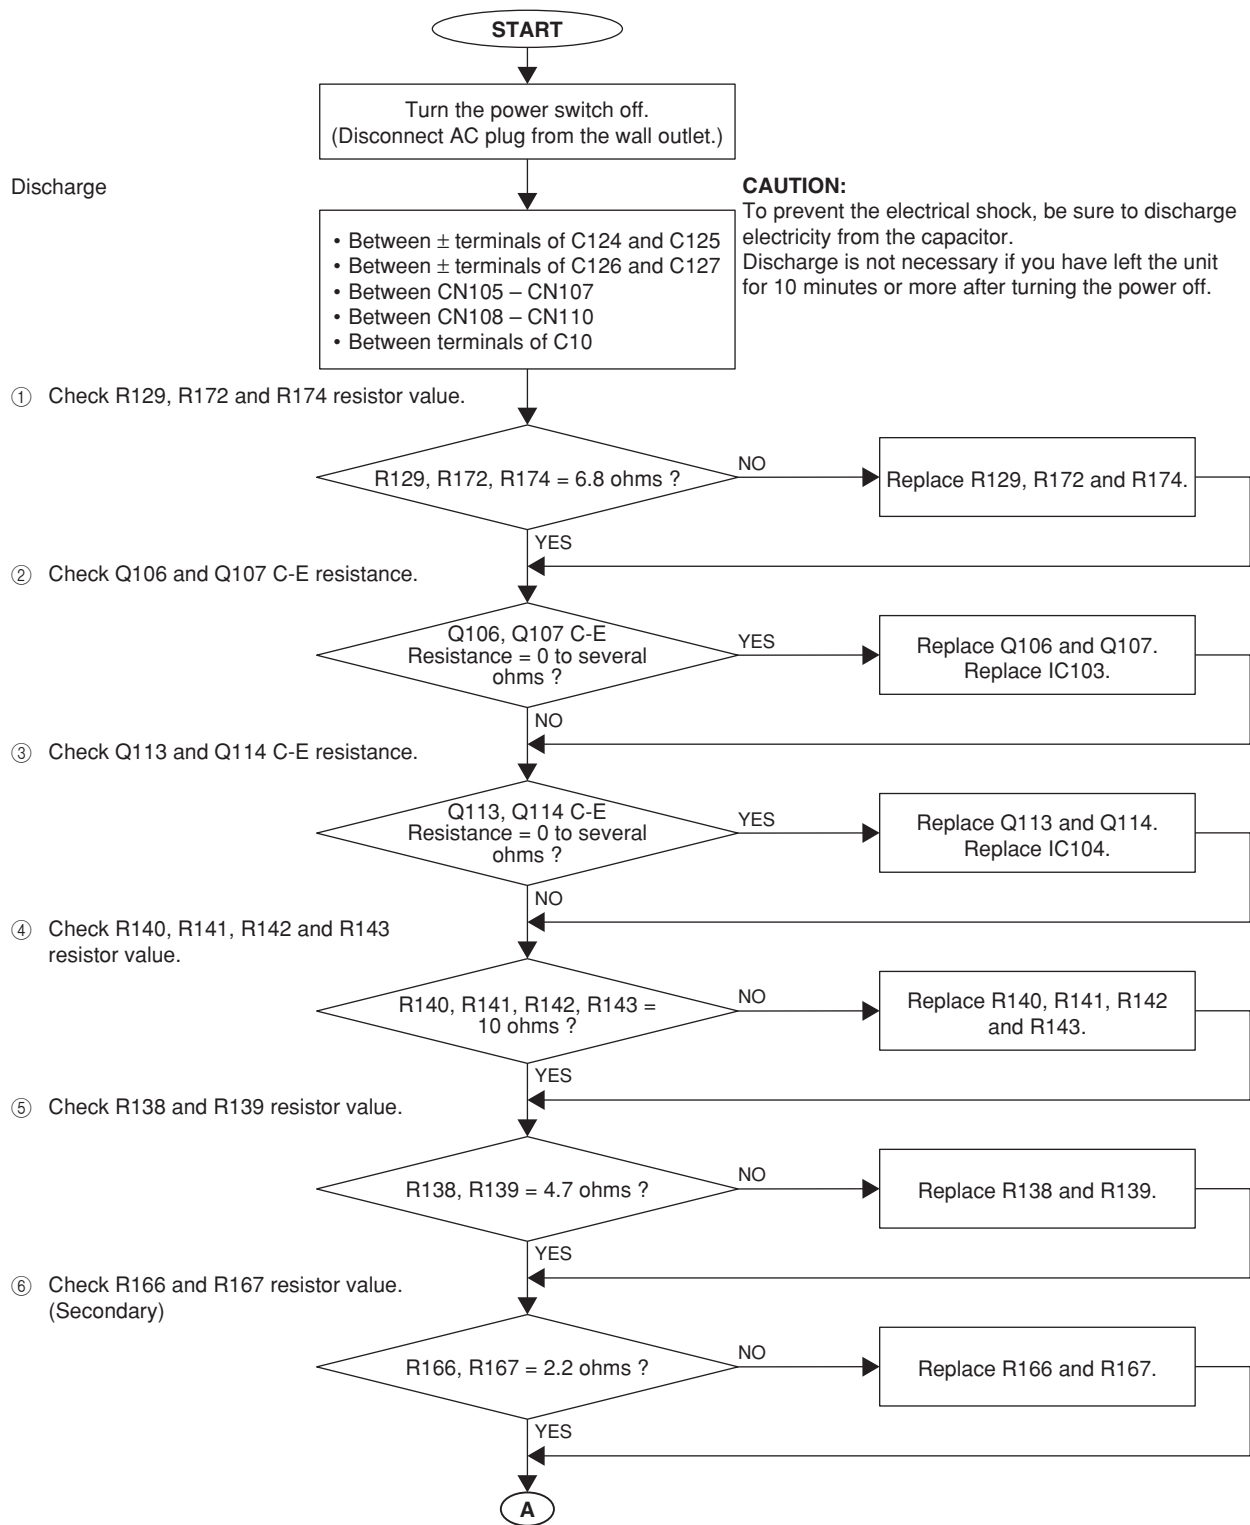 START
Turn the power switch off.
(Disconnect AC plug from the wall outlet.)
Discharge
CAUTION:
To prevent the electrical shock, be sure to discharge
electricity from the capacitor.
Discharge is not necessary if you have left the unit
for 10 minutes or more after turning the power off.
• Between ± terminals of C124 and C125
• Between ± terminals of C126 and C127
• Between CN105 – CN107
• Between CN108 – CN110
• Between terminals of C10
① Check R129, R172 and R174 resistor value.
R129, R172, R174 = 6.8 ohms ?
NO
Replace R129, R172 and R174.
YES
② Check Q106 and Q107 C-E resistance.
Q106, Q107 C-E
Resistance = 0 to several
ohms ?
YES
Replace Q106 and Q107.
Replace IC103.
NO
③ Check Q113 and Q114 C-E resistance.
Q113, Q114 C-E
Resistance = 0 to several
ohms ?
YES
Replace Q113 and Q114.
Replace IC104.
NO
④ Check R140, R141, R142 and R143
resistor value.
R140, R141, R142, R143 =
10 ohms ?
NO
Replace R140, R141, R142
and R143.
YES
⑤ Check R138 and R139 resistor value.
R138, R139 = 4.7 ohms ?
NO
Replace R138 and R139.
YES
⑥ Check R166 and R167 resistor value.
(Secondary)
R166, R167 = 2.2 ohms ?
NO
Replace R166 and R167.
YES
A